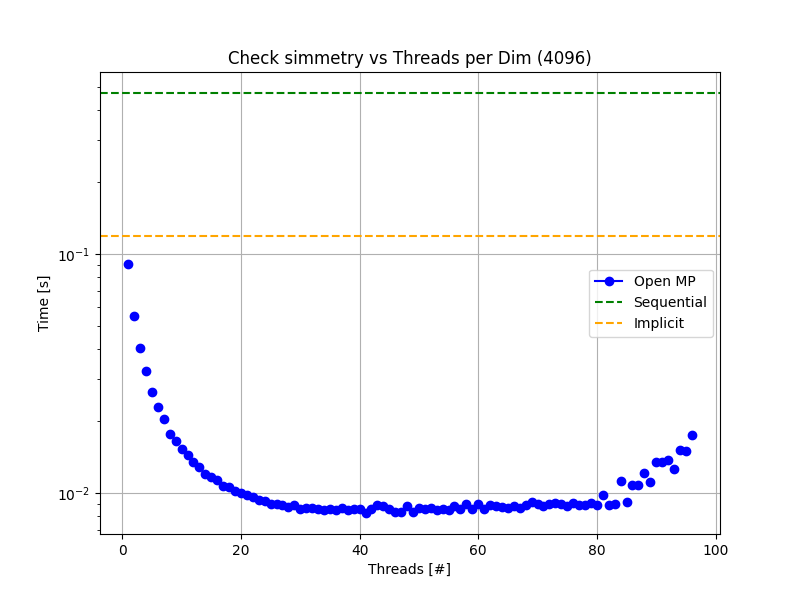 Check simmetry vs Threads per Dim (4096)
Time [s]
10⁻¹
10⁻²
Open MP
Sequential
Implicit
0 20 40 60 80 100
Threads [#]